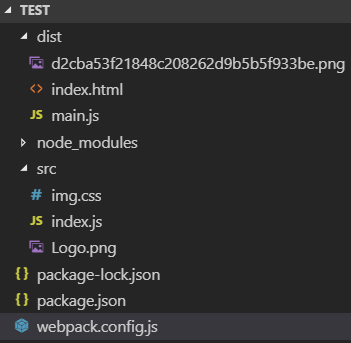 TEST
dist
d2cba53f21848c208262d9b5b5f933be.png
index.html
JS main.js
node_modules
src
# img.css
JS index.js
Logo.png
{ } package-lock.json
{ } package.json
webpack.config.js